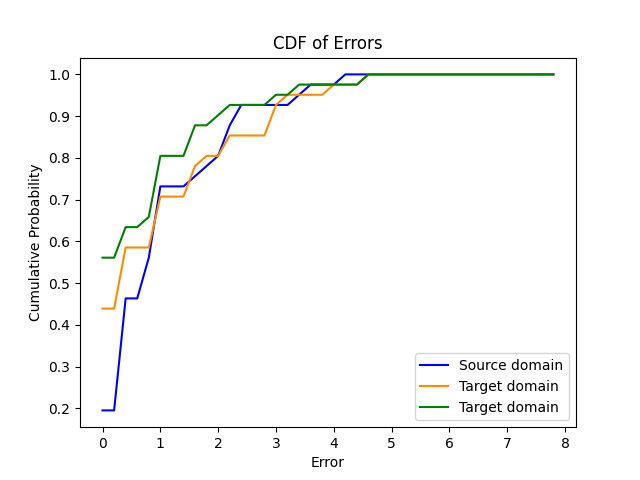 CDF of Errors
1.0
0.9
0.8
0.7
0.6
0.5
0.4
0.3
0.2
Cumulative Probability
Source domain
Target domain
Target domain
0 1 2 3 4 5 6 7 8
Error